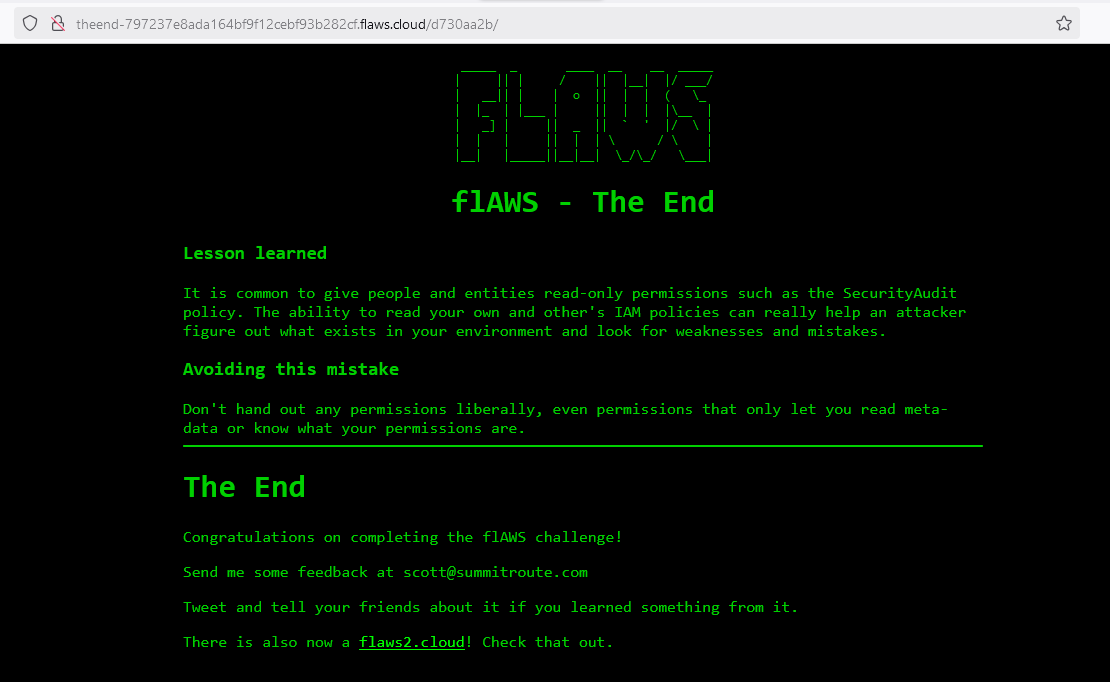 theend-797237e8ada164bf9f12cebf93b282cf.flaws.cloud/d730aa2b/
FLAWS
flAWS - The End
Lesson learned
It is common to give people and entities read-only permissions such as the SecurityAudit
policy. The ability to read your own and other's IAM policies can really help an attacker
figure out what exists in your environment and look for weaknesses and mistakes.
Avoiding this mistake
Don't hand out any permissions liberally, even permissions that only let you read meta-
data or know what your permissions are.
The End
Congratulations on completing the flAWS challenge!
Send me some feedback at scott@summitroute.com
Tweet and tell your friends about it if you learned something from it.
There is also now a flaws2.cloud! Check that out.